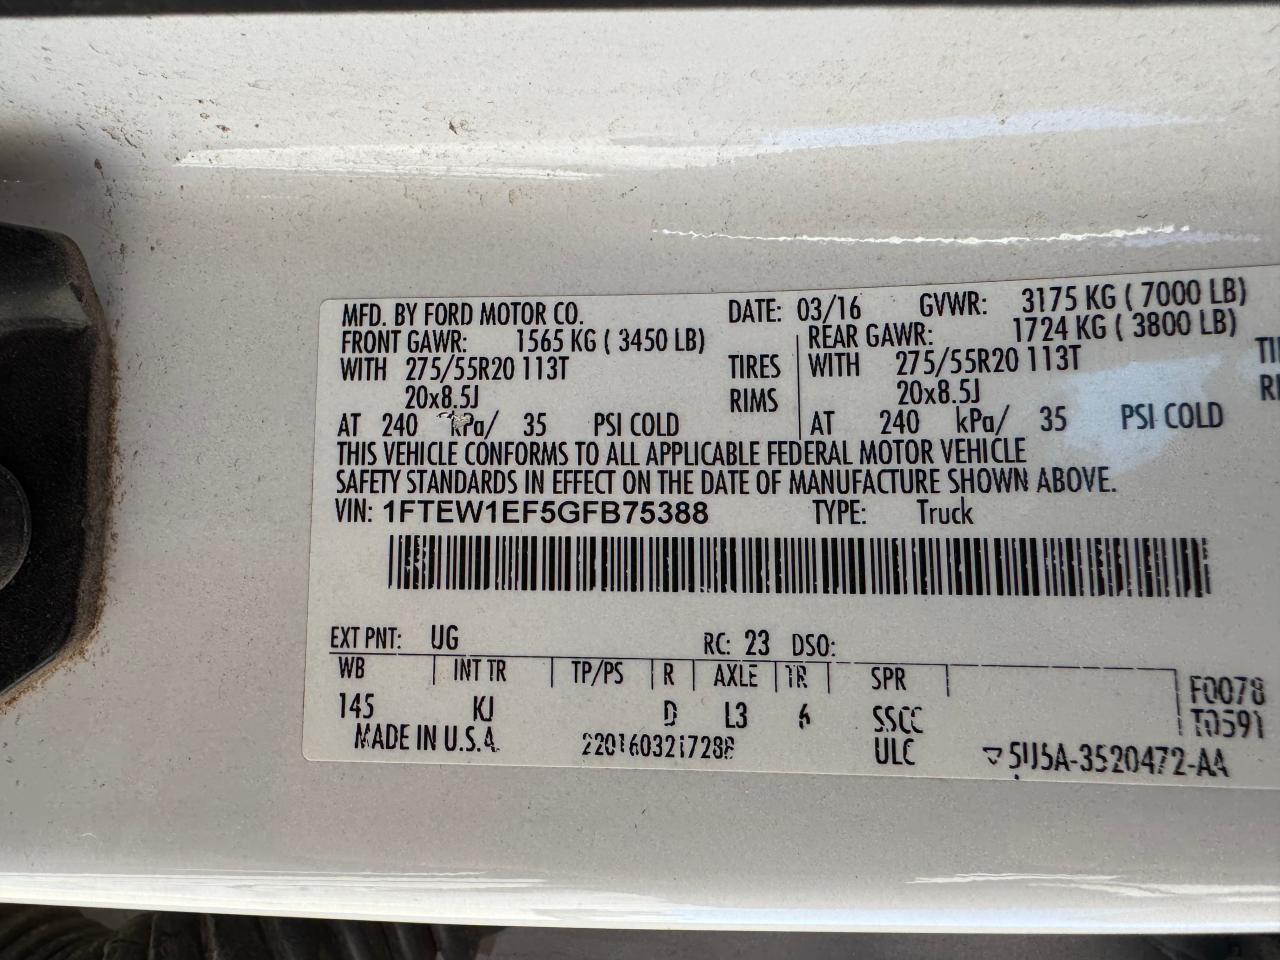 MFD. BY FORD MOTOR CO. DATE: 03/16 GVWR: 3175 KG ( 7000 LB)
FRONT GAWR: 1565 KG ( 3450 LB) REAR GAWR: 1724 KG ( 3800 LB)
WITH 275/55R20 113T TIRES WITH 275/55R20 113T
20x8.5J RIMS 20x8.5J
AT 240 kPa/ 35 PSI COLD AT 240 kPa/ 35 PSI COLD
THIS VEHICLE CONFORMS TO ALL APPLICABLE FEDERAL MOTOR VEHICLE
SAFETY STANDARDS IN EFFECT ON THE DATE OF MANUFACTURE SHOWN ABOVE.
VIN: 1FTEW1EF5GFB75388 TYPE: Truck
EXT PNT: UG RC: 23 DSO:
WB INT TR TP/PS R AXLE TR SPR
F0078
145 KJ D L3 6 SSCC T0591
MADE IN U.S.A. ULC 5U5A-3520472-AA